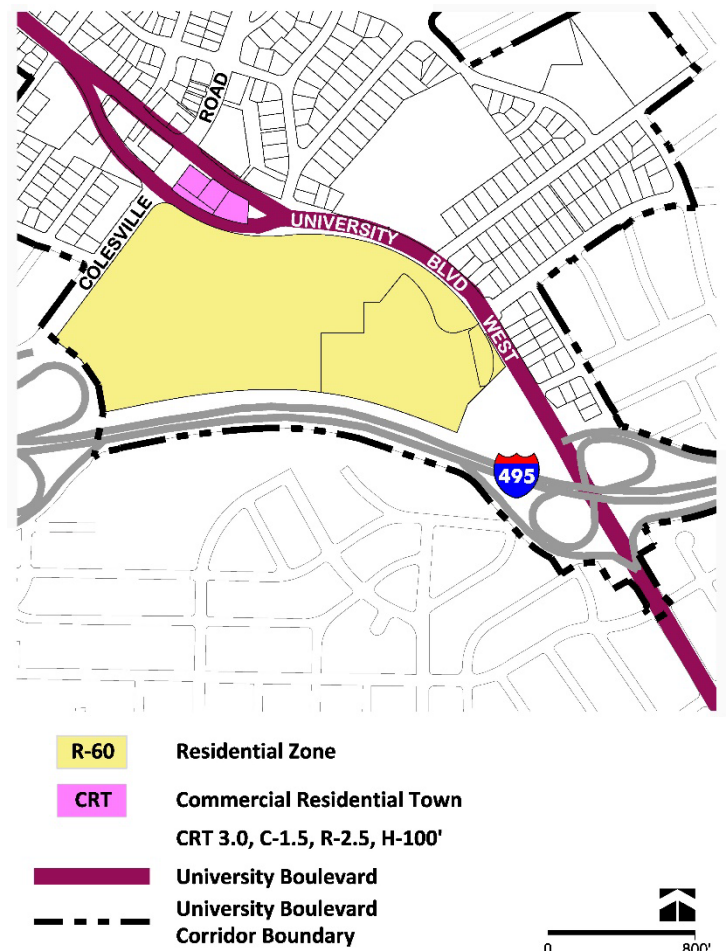 ROAD
COLESVILLE
UNIVERSITY BLVD WEST
495
R-60 Residential Zone
CRT Commercial Residential Town
CRT 3.0, C-1.5, R-2.5, H-100'
University Boulevard
University Boulevard
Corridor Boundary
0 800'